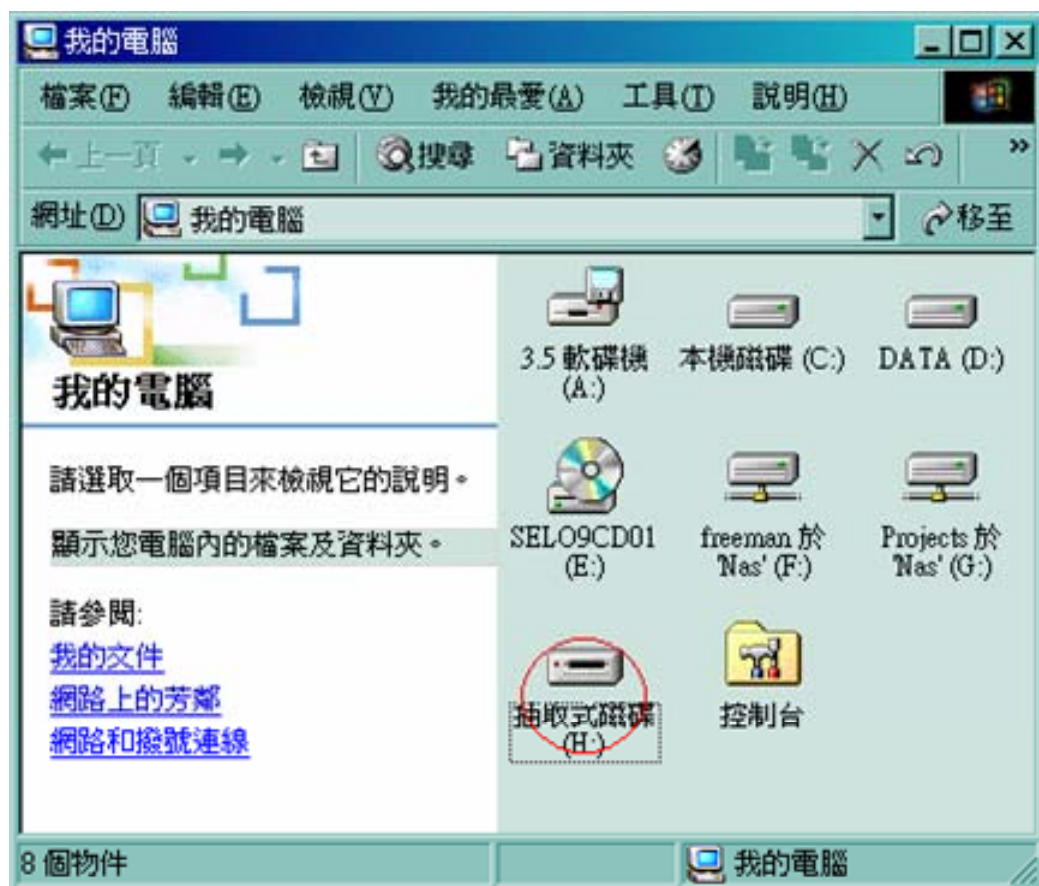 我的電腦
檔案(F) 編輯(E) 檢視(V) 我的最愛(A) 工具(T) 說明(H)
上一頁 搜尋 資料夾 »
網址(D) 我的電腦 移至
我的電腦
請選取一個項目來檢視它的說明。
顯示您電腦內的檔案及資料夾。
請參閱:
我的文件
網路上的芳鄰
網路和撥號連線
3.5 軟碟機
(A:)
本機磁碟 (C:)
DATA (D:)
SELO9CD01
(E:)
freeman 於
'Nas' (F:)
Projects 於
'Nas' (G:)
抽取式磁碟
(H:)
控制台
8 個物件
我的電腦